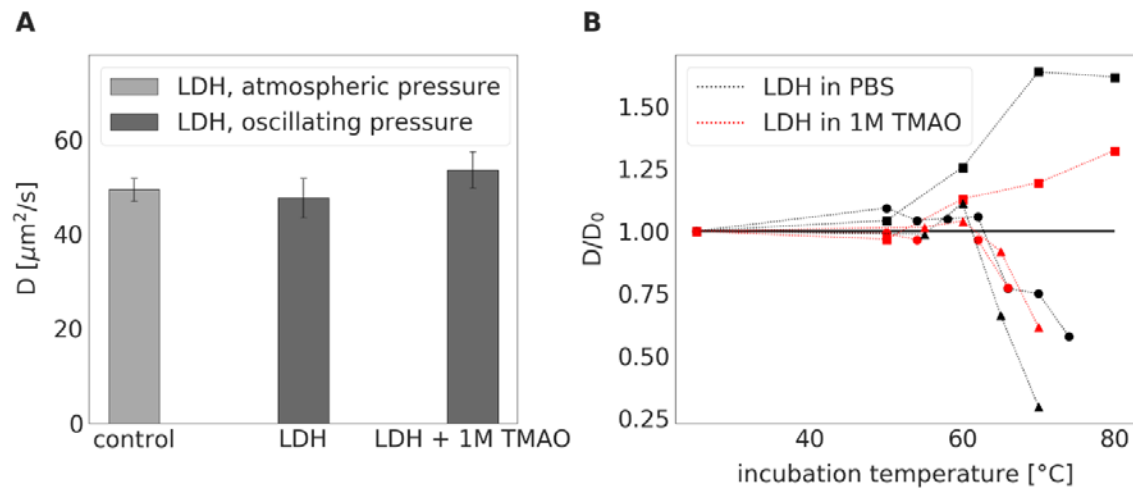 A
LDH, atmospheric pressure
LDH, oscillating pressure
60
40
20
0
D [μm²/s]
control
LDH
LDH + 1M TMAO
B
LDH in PBS
LDH in 1M TMAO
1.50
1.25
1.00
0.75
0.50
0.25
D/D₀
40
60
80
incubation temperature [°C]